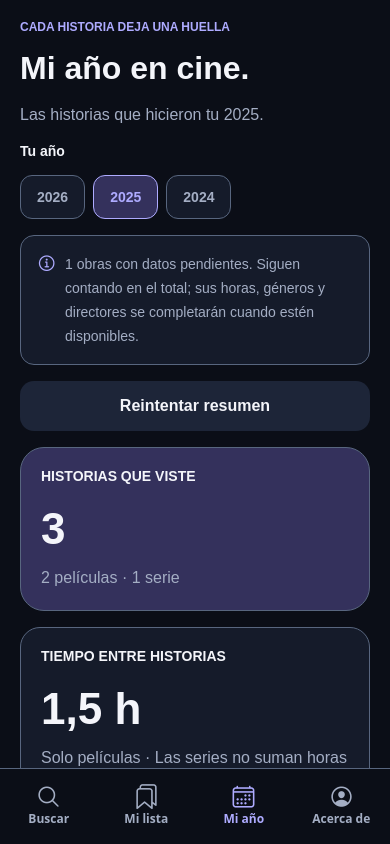 CADA HISTORIA DEJA UNA HUELLA
Mi año en cine.
Las historias que hicieron tu 2025.
Tu año
2026 2025 2024
1 obras con datos pendientes. Siguen
contando en el total; sus horas, géneros y
directores se completarán cuando estén
disponibles.
Reintentar resumen
HISTORIAS QUE VISTE
3
2 películas · 1 serie
TIEMPO ENTRE HISTORIAS
1,5 h
Solo películas · Las series no suman horas
Buscar Mi lista Mi año Acerca de